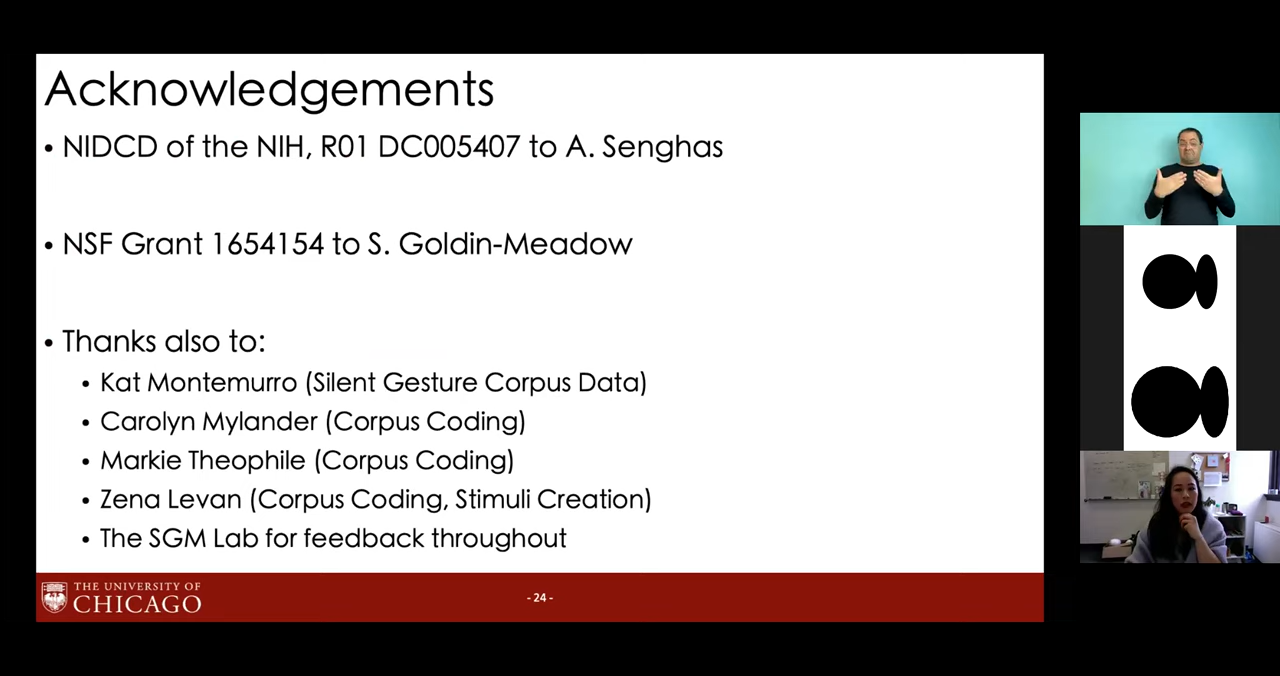 Acknowledgements
• NIDCD of the NIH, R01 DC005407 to A. Senghas
• NSF Grant 1654154 to S. Goldin-Meadow
• Thanks also to:
• Kat Montemurro (Silent Gesture Corpus Data)
• Carolyn Mylander (Corpus Coding)
• Markie Theophile (Corpus Coding)
• Zena Levan (Corpus Coding, Stimuli Creation)
• The SGM Lab for feedback throughout
THE UNIVERSITY OF
CHICAGO
- 24 -